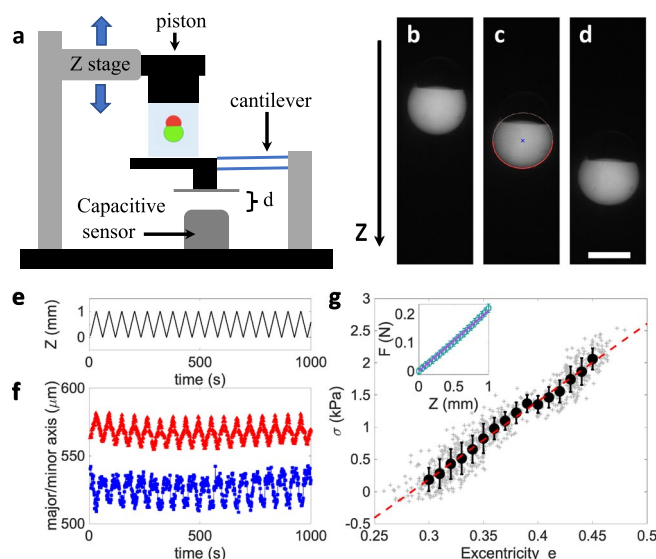 a
piston
Z stage
cantilever
d
Capacitive
sensor
b
c
d
Z
e
Z (mm)
1
0
0
500
1000
time (s)
f
major/minor axis (μm)
600
550
500
0
500
1000
time (s)
g
σ (kPa)
3
2.5
2
1.5
1
0.5
0
-0.5
0.25
0.3
0.35
0.4
0.45
0.5
Excentricity e
F (N)
0.2
0.1
0
0
0.5
1
Z (mm)